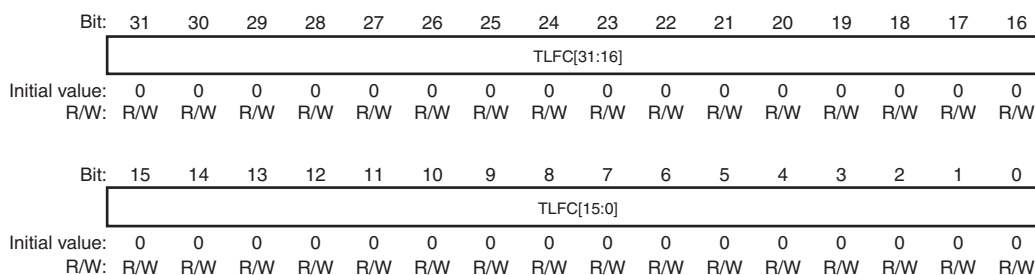 Bit: 31 30 29 28 27 26 25 24 23 22 21 20 19 18 17 16
TLFC[31:16]
Initial value: 0 0 0 0 0 0 0 0 0 0 0 0 0 0 0 0
R/W: R/W R/W R/W R/W R/W R/W R/W R/W R/W R/W R/W R/W R/W R/W R/W R/W
Bit: 15 14 13 12 11 10 9 8 7 6 5 4 3 2 1 0
TLFC[15:0]
Initial value: 0 0 0 0 0 0 0 0 0 0 0 0 0 0 0 0
R/W: R/W R/W R/W R/W R/W R/W R/W R/W R/W R/W R/W R/W R/W R/W R/W R/W